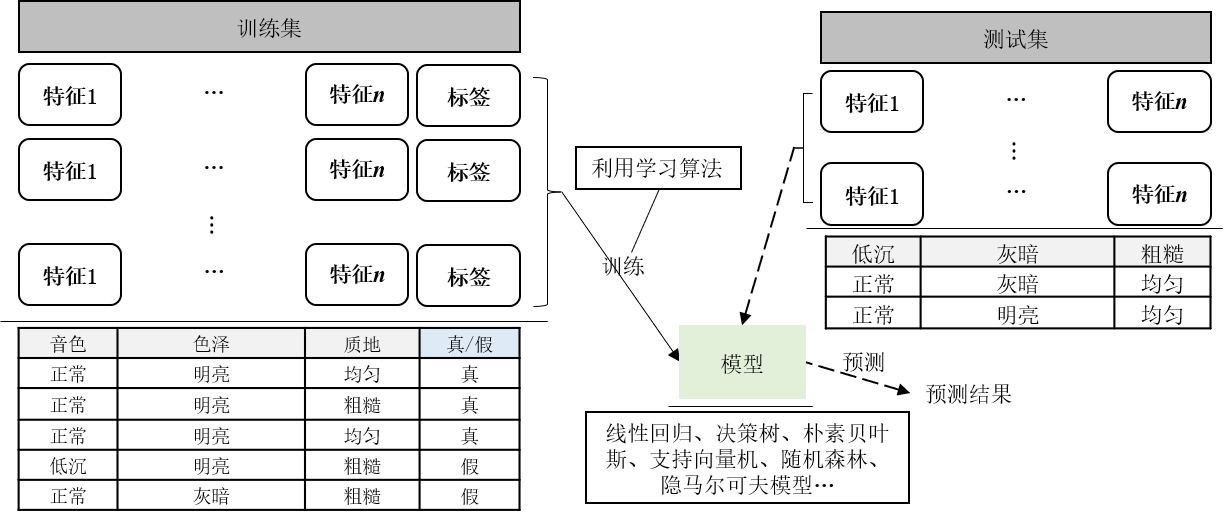 训练集
特征1 … 特征n 标签
特征1 … 特征n 标签
⋮
特征1 … 特征n 标签
音色 色泽 质地 真/假
正常 明亮 均匀 真
正常 明亮 粗糙 真
正常 明亮 均匀 真
低沉 明亮 粗糙 假
正常 灰暗 粗糙 假
利用学习算法
训练
测试集
特征1 … 特征n
⋮
特征1 … 特征n
低沉 灰暗 粗糙
正常 灰暗 均匀
正常 明亮 均匀
模型
预测
预测结果
线性回归、决策树、朴素贝叶
斯、支持向量机、随机森林、
隐马尔可夫模型…